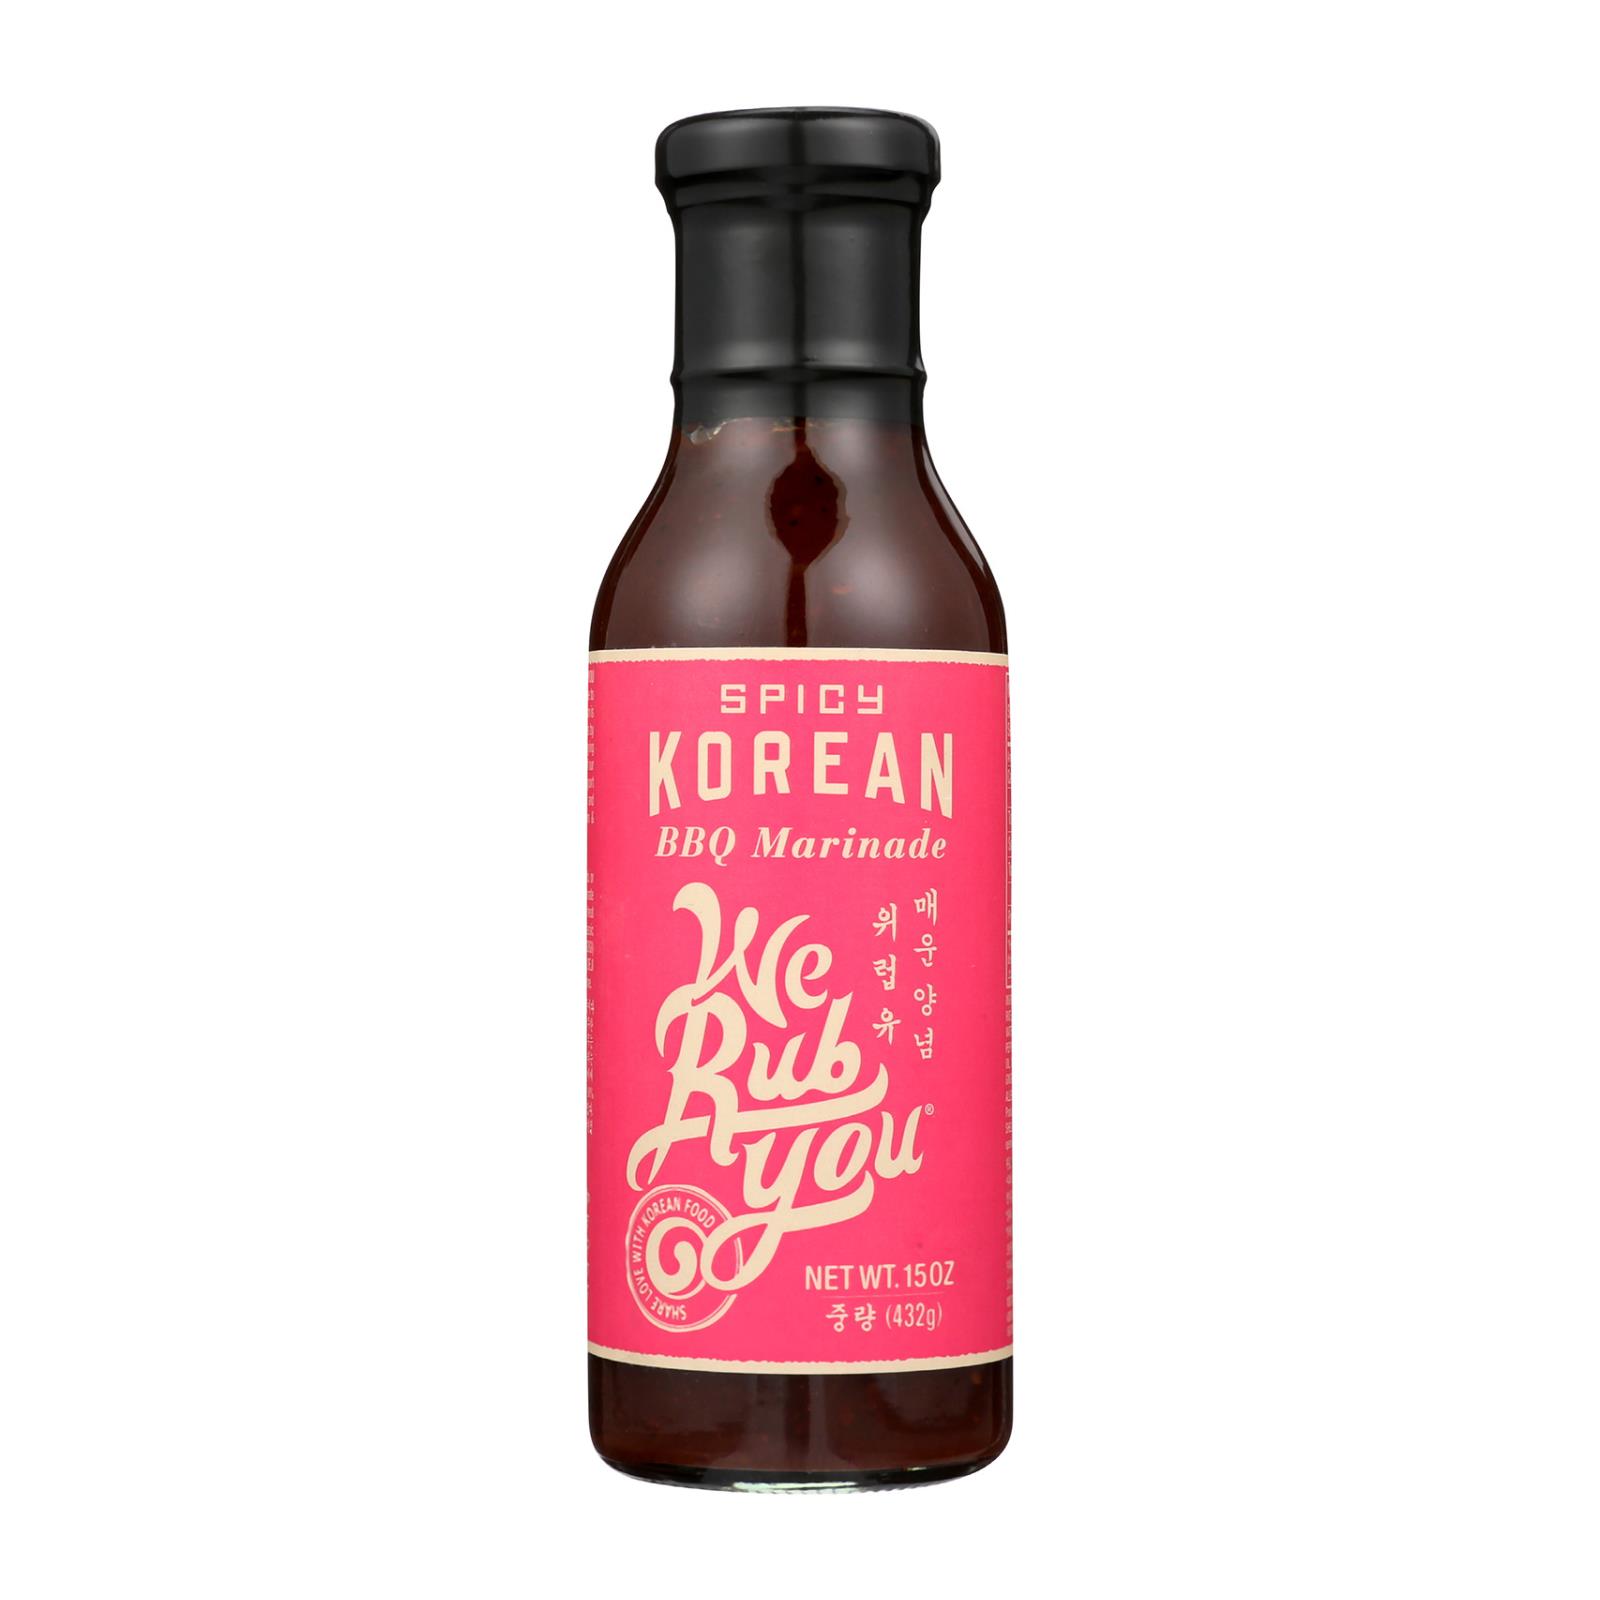 SPICY
KOREAN
BBQ Marinade
We
Rub
you®
매운양념
위럽유
SHARE LOVE WITH KOREAN FOOD
NET WT. 15 OZ
중량 (432g)